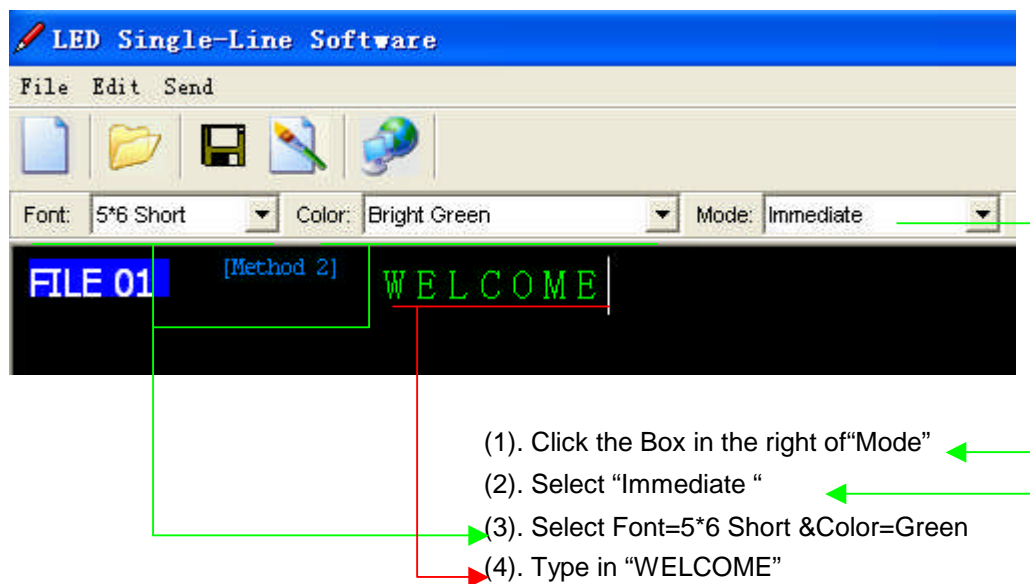 LED Single-Line Software
File Edit Send
Font: 5*6 Short Color: Bright Green Mode: Immediate
FILE 01 [Method 2] WELCOME
(1). Click the Box in the right of“Mode”
(2). Select “Immediate “
(3). Select Font=5*6 Short &Color=Green
(4). Type in “WELCOME”